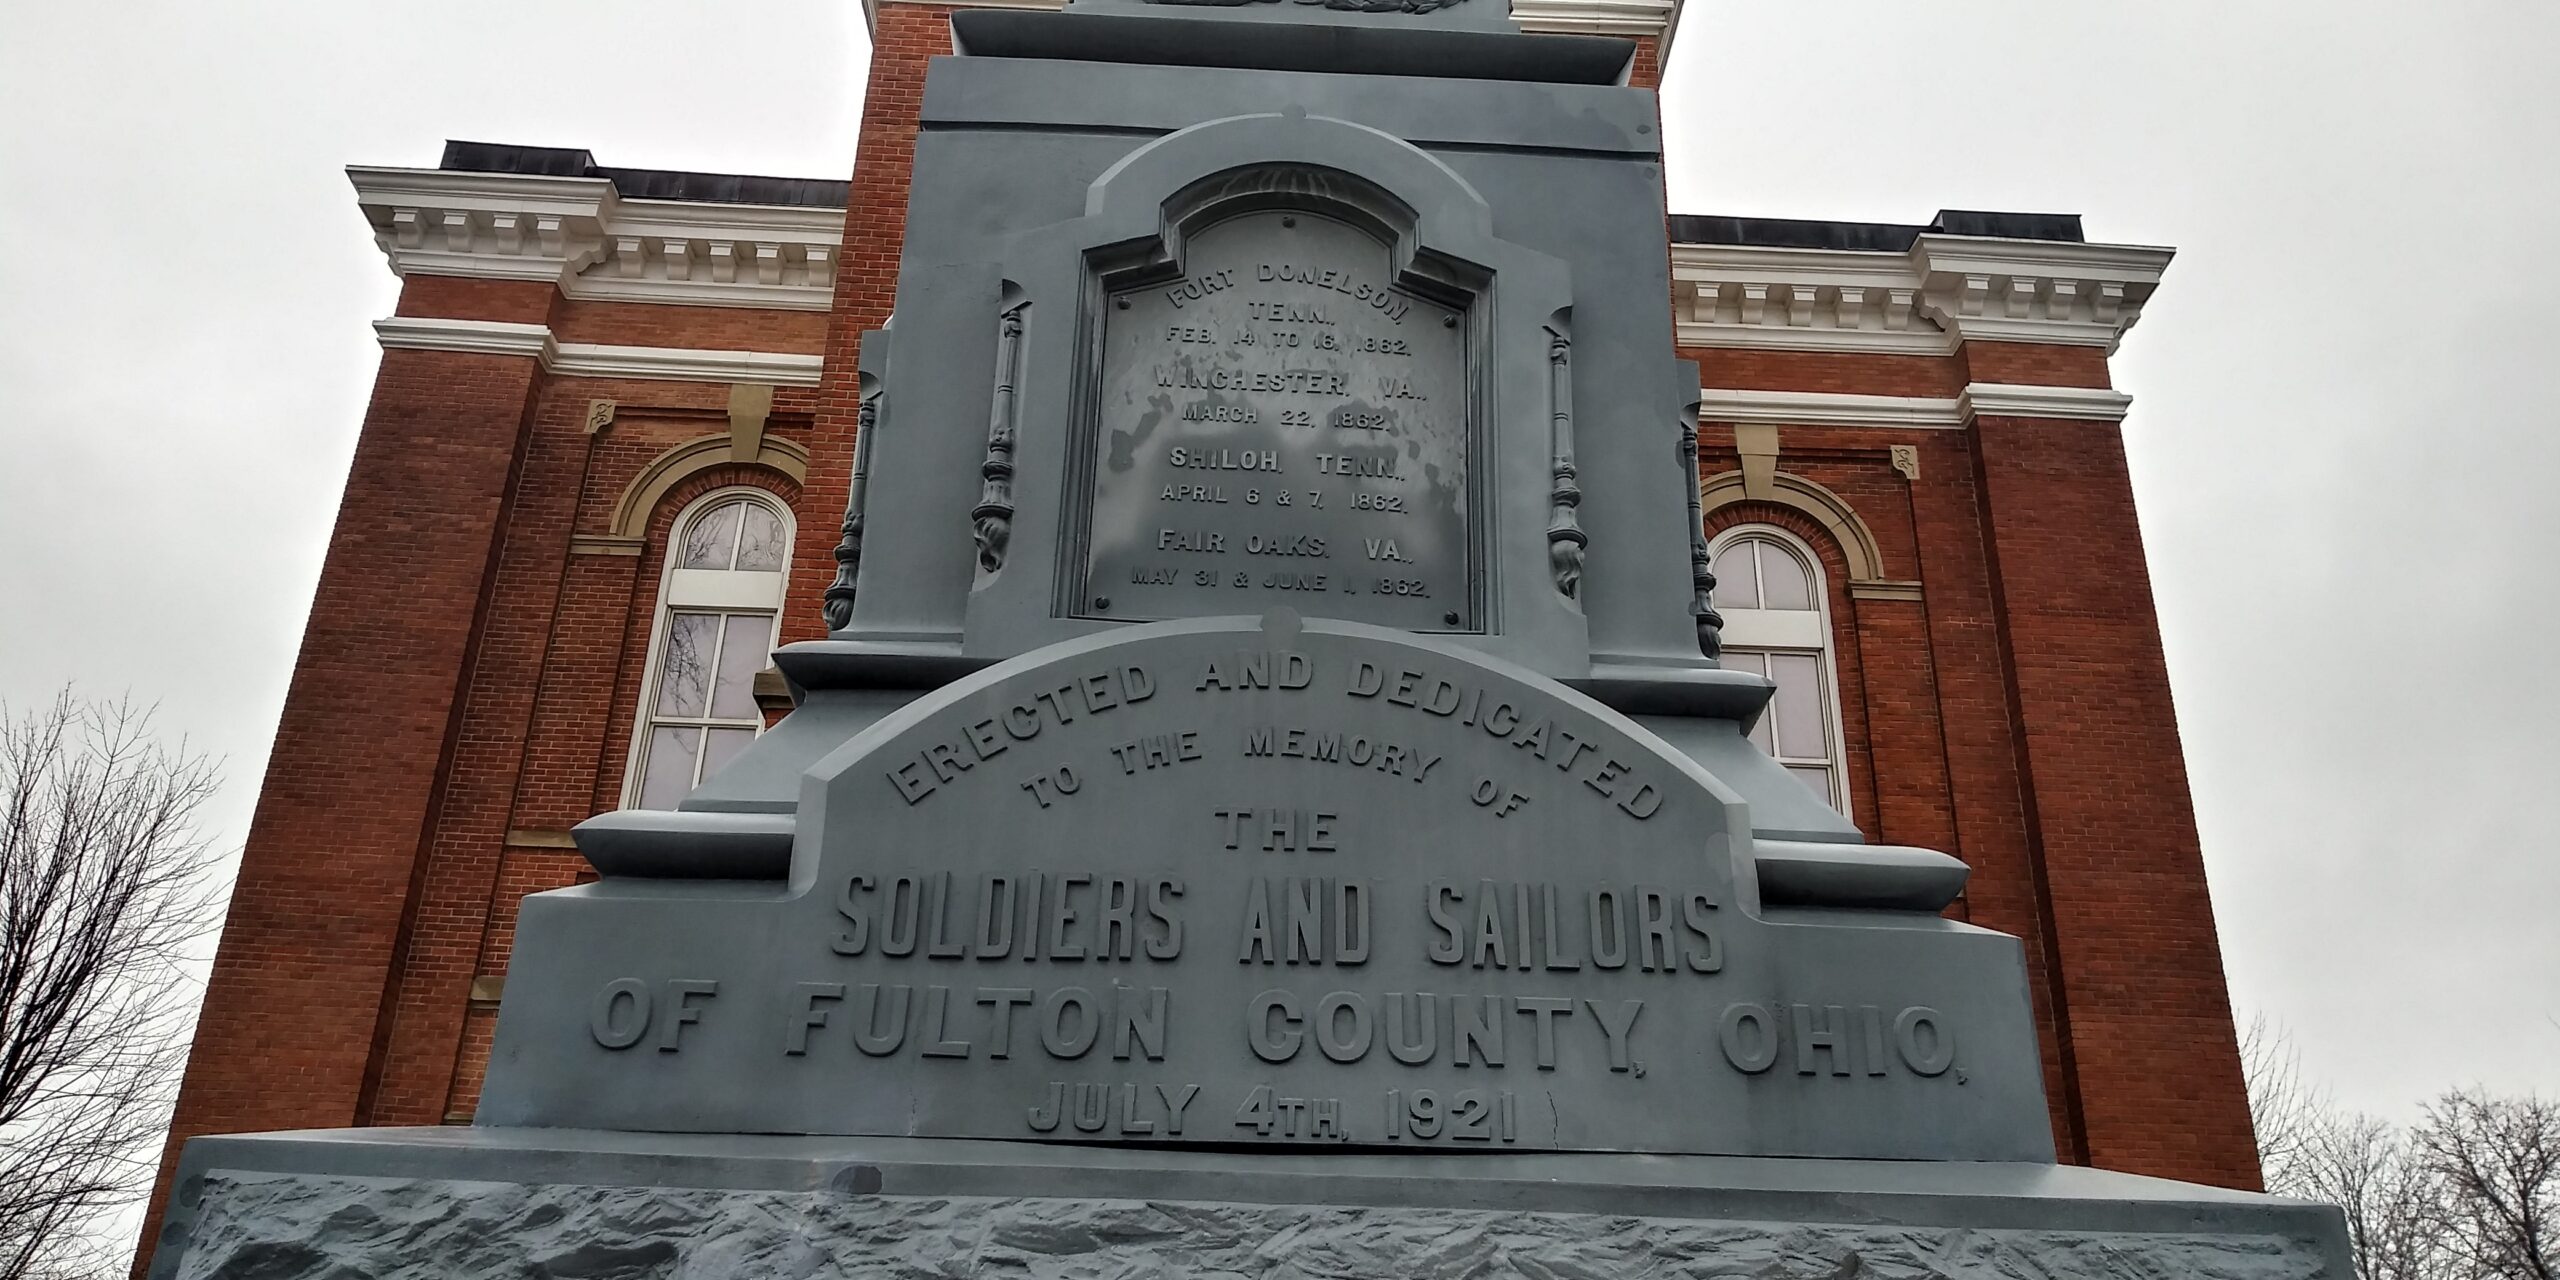 FORT DONELSON,
TENN.,
FEB. 14 TO 16, 1862.
WINCHESTER, VA.,
MARCH 22, 1862.
SHILOH, TENN.,
APRIL 6 & 7, 1862.
FAIR OAKS, VA.,
MAY 31 & JUNE 1, 1862.
ERECTED AND DEDICATED
TO THE MEMORY OF
THE
SOLDIERS AND SAILORS
OF FULTON COUNTY, OHIO,
JULY 4TH, 1921